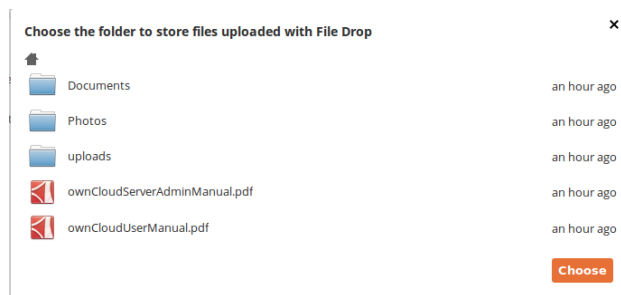 Choose the folder to store files uploaded with File Drop
Documents an hour ago
Photos an hour ago
uploads an hour ago
ownCloudServerAdminManual.pdf an hour ago
ownCloudUserManual.pdf an hour ago
Choose